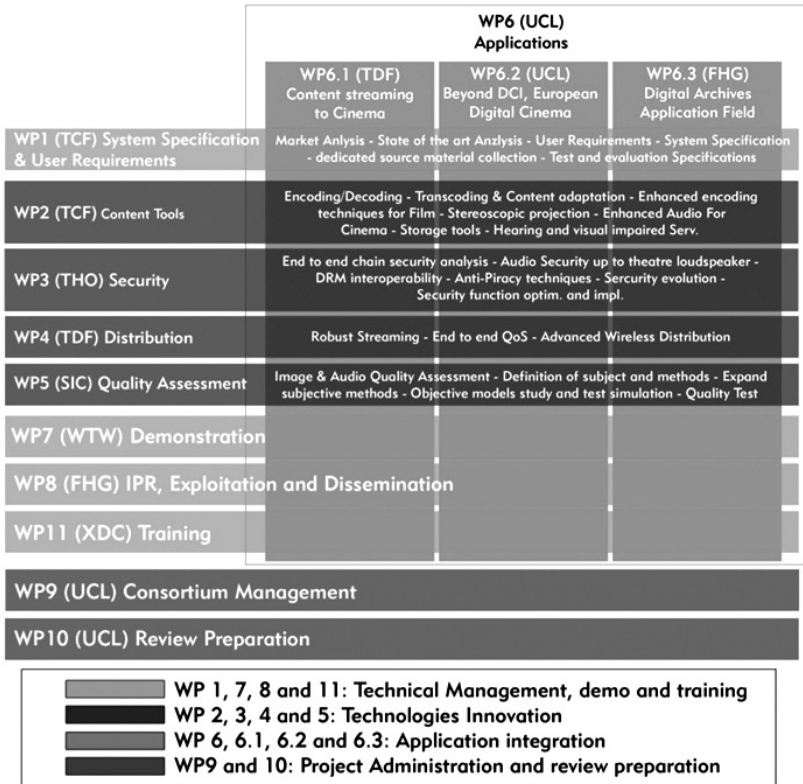 WP6 (UCL)
Applications
WP6.1 (TDF)
Content streaming
to Cinema
WP6.2 (UCL)
Beyond DCI, European
Digital Cinema
WP6.3 (FHG)
Digital Archives
Application Field
WP1 (TCF) System Specification
& User Requirements
Market Anlysis - State of the art Anzlysis - User Requirements - System Specification
- dedicated source material collection - Test and evaluation Specifications
WP2 (TCF) Content Tools
Encoding/Decoding - Transcoding & Content adaptation - Enhanced encoding
techniques for Film - Stereoscopic projection - Enhanced Audio For
Cinema - Storage tools - Hearing and visual impaired Serv.
WP3 (THO) Security
End to end chain security analysis - Audio Security up to theatre loudspeaker -
DRM interoperability - Anti-Piracy techniques - Sercurity evolution -
Security function optim. and impl.
WP4 (TDF) Distribution
Robust Streaming - End to end QoS - Advanced Wireless Distribution
WP5 (SIC) Quality Assessment
Image & Audio Quality Assessment - Definition of subject and methods - Expand
subjective methods - Objective models study and test simulation - Quality Test
WP7 (WTW) Demonstration
WP8 (FHG) IPR, Exploitation and Dissemination
WP11 (XDC) Training
WP9 (UCL) Consortium Management
WP10 (UCL) Review Preparation
WP 1, 7, 8 and 11: Technical Management, demo and training
WP 2, 3, 4 and 5: Technologies Innovation
WP 6, 6.1, 6.2 and 6.3: Application integration
WP9 and 10: Project Administration and review preparation